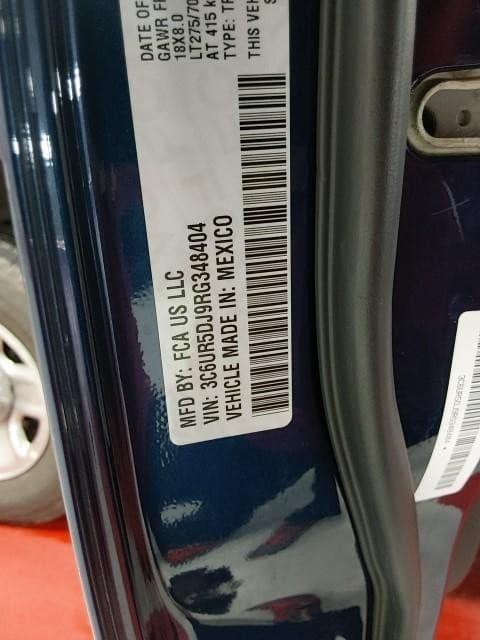 DATE OF
GAWR F
18X8.0
LT275/70
AT 415 k
TYPE: TR
THIS V
MFD BY: FCA US LLC
VIN: 3C6UR5DJ9RG348404
VEHICLE MADE IN: MEXICO